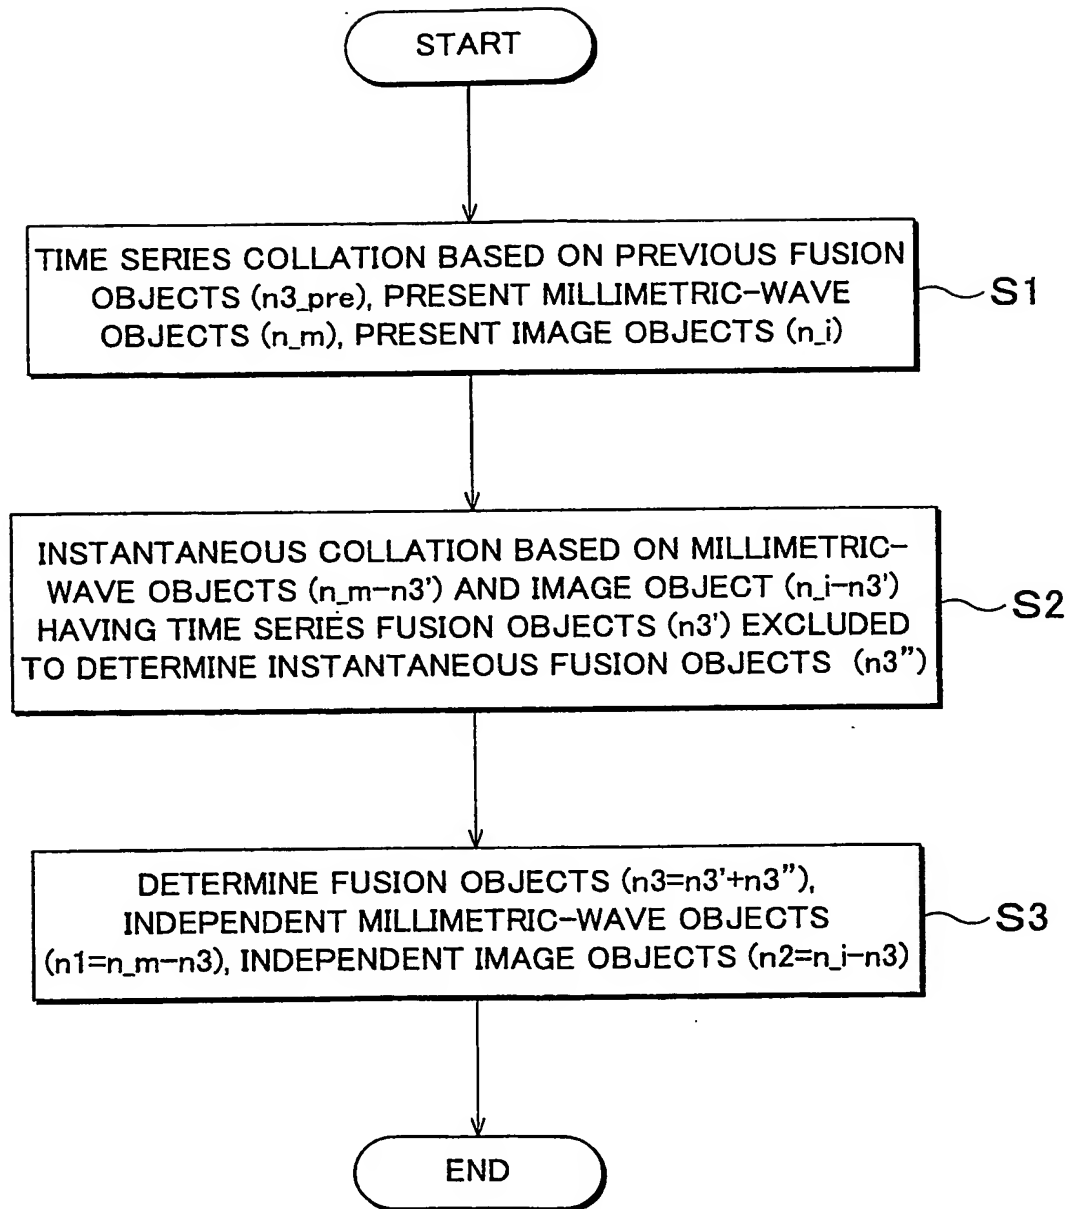 START
TIME SERIES COLLATION BASED ON PREVIOUS FUSION
OBJECTS (n3_pre), PRESENT MILLIMETRIC-WAVE
OBJECTS (n_m), PRESENT IMAGE OBJECTS (n_i)
S1
INSTANTANEOUS COLLATION BASED ON MILLIMETRIC-
WAVE OBJECTS (n_m-n3') AND IMAGE OBJECT (n_i-n3')
HAVING TIME SERIES FUSION OBJECTS (n3') EXCLUDED
TO DETERMINE INSTANTANEOUS FUSION OBJECTS (n3")
S2
DETERMINE FUSION OBJECTS (n3=n3'+n3"),
INDEPENDENT MILLIMETRIC-WAVE OBJECTS
(n1=n_m-n3), INDEPENDENT IMAGE OBJECTS (n2=n_i-n3)
S3
END